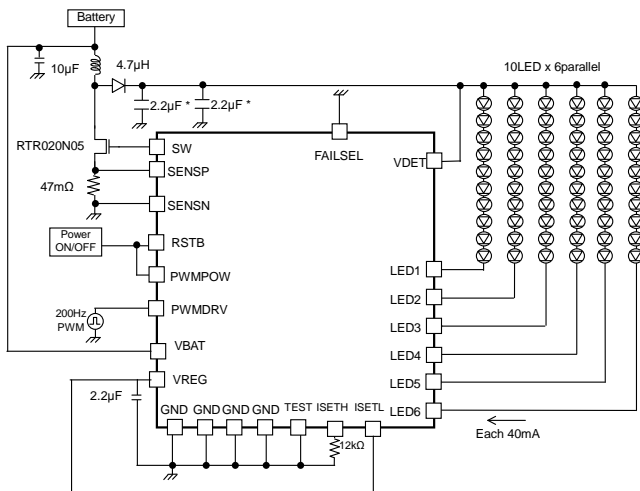 Battery
10µF
4.7µH
2.2µF *
2.2µF *
10LED x 6parallel
RTR020N05
SW
FAILSEL
SENSP
VDET
47mΩ
SENSN
Power
ON/OFF
RSTB
PWMPOW
LED1
LED2
200Hz
PWM
PWMDRV
LED3
VBAT
LED4
VREG
LED5
2.2µF
GND
GND
GND
GND
TEST
ISETH
ISETL
LED6
12kΩ
Each 40mA